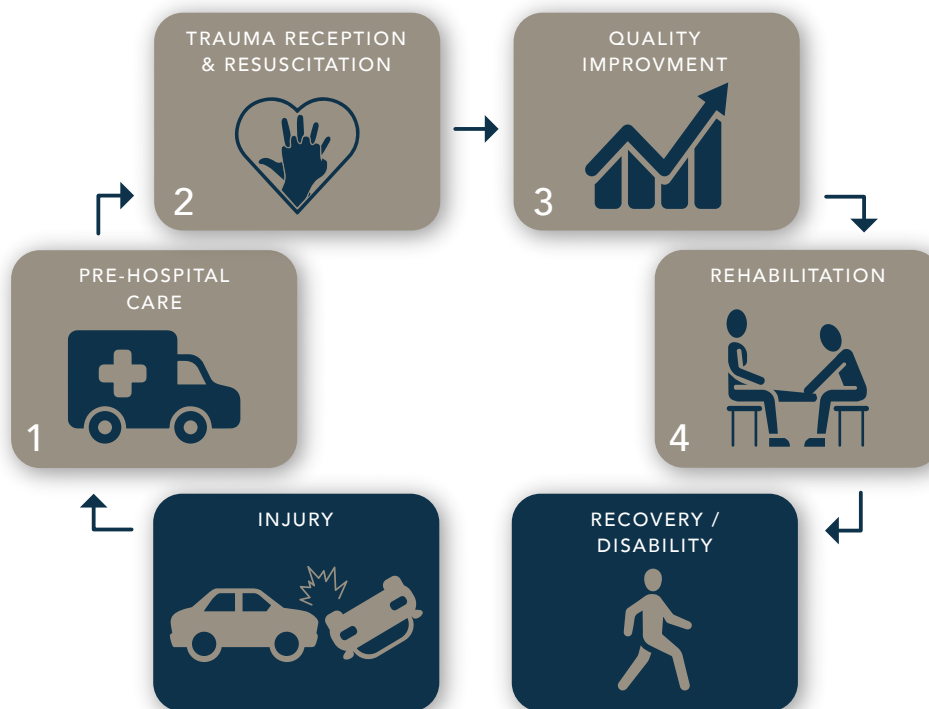 TRAUMA RECEPTION
& RESUSCITATION
2
QUALITY
IMPROVMENT
3
PRE-HOSPITAL
CARE
1
REHABILITATION
4
INJURY
RECOVERY /
DISABILITY